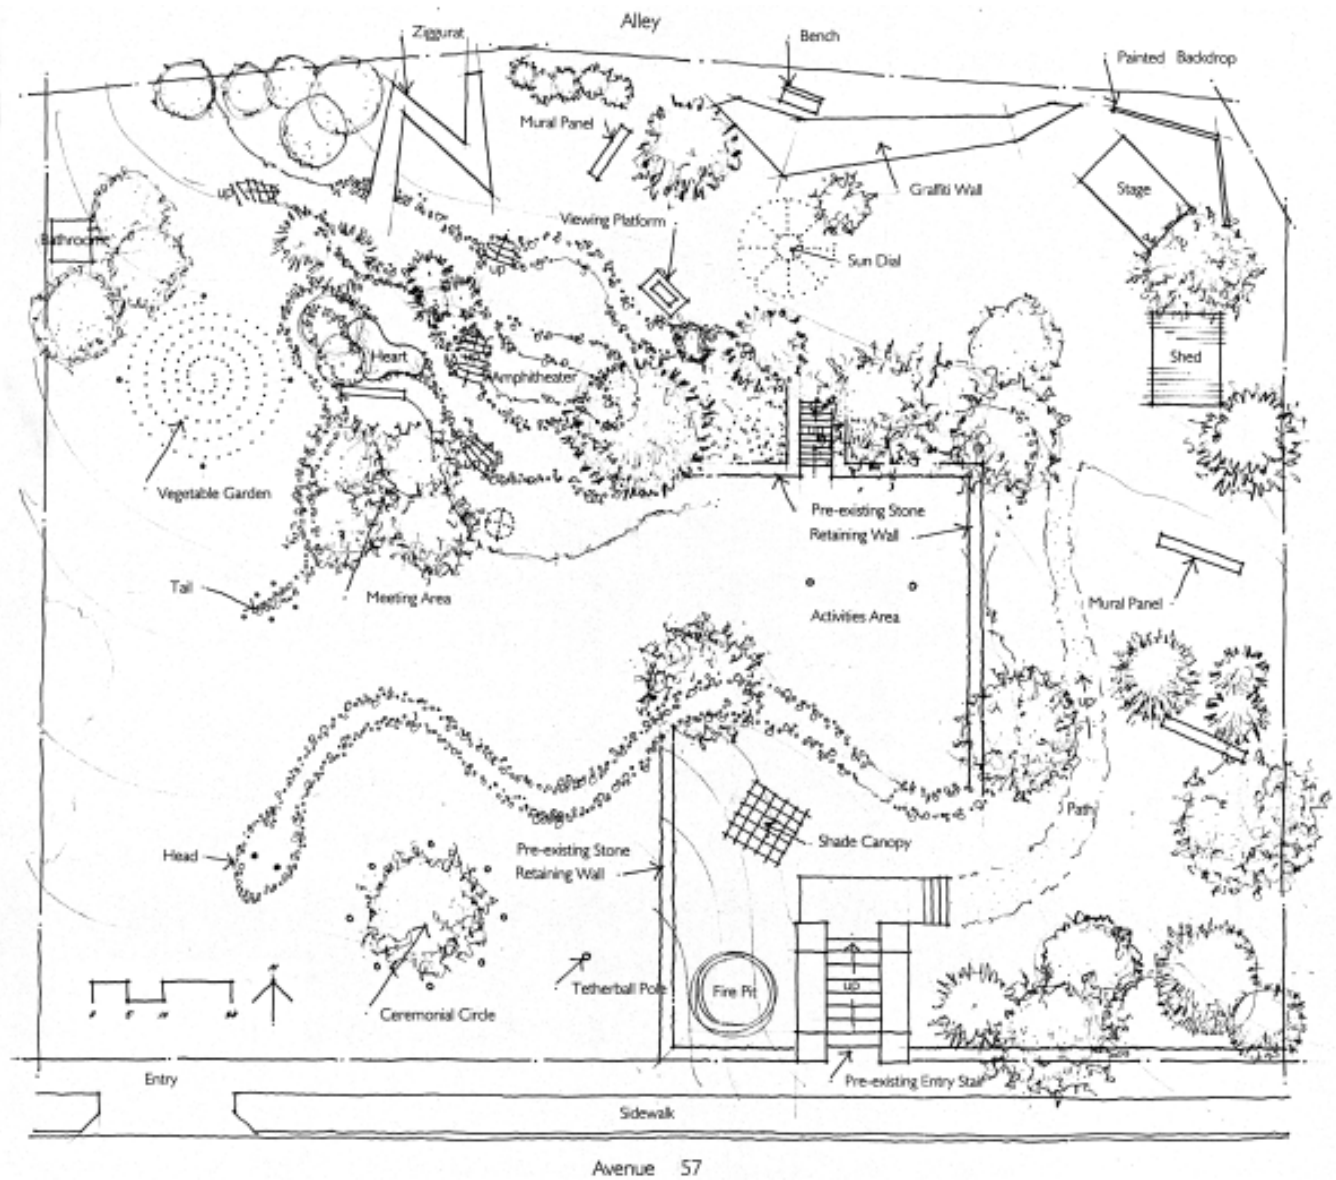 Alley
Ziggurat
Bench
Painted Backdrop
Mural Panel
Graffiti Wall
Stage
up
Viewing Platform
Bathroom
Sun Dial
up
Heart
Shed
Amphitheater
Vegetable Garden
Pre-existing Stone
Retaining Wall
Tail
Meeting Area
Activities Area
Mural Panel
up
Path
Head
Pre-existing Stone
Retaining Wall
Shade Canopy
Tetherball Pole
Fire Pit
up
N
Ceremonial Circle
Entry
Pre-existing Entry Stair
Sidewalk
Avenue 57